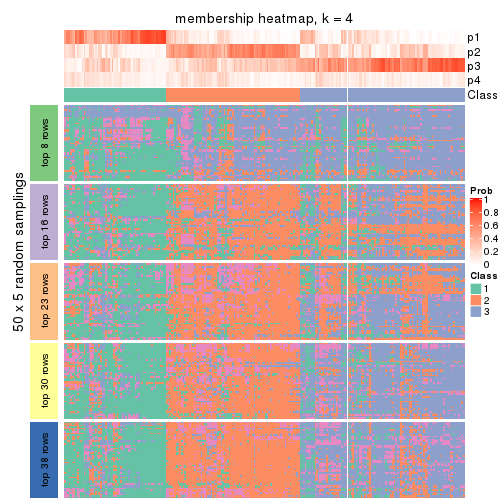 membership heatmap, k = 4
p1
p2
p3
p4
Class
50 x 5 random samplings
top 8 rows
top 16 rows
top 23 rows
top 30 rows
top 38 rows
Prob
1
0.8
0.6
0.4
0.2
0
Class
1
2
3